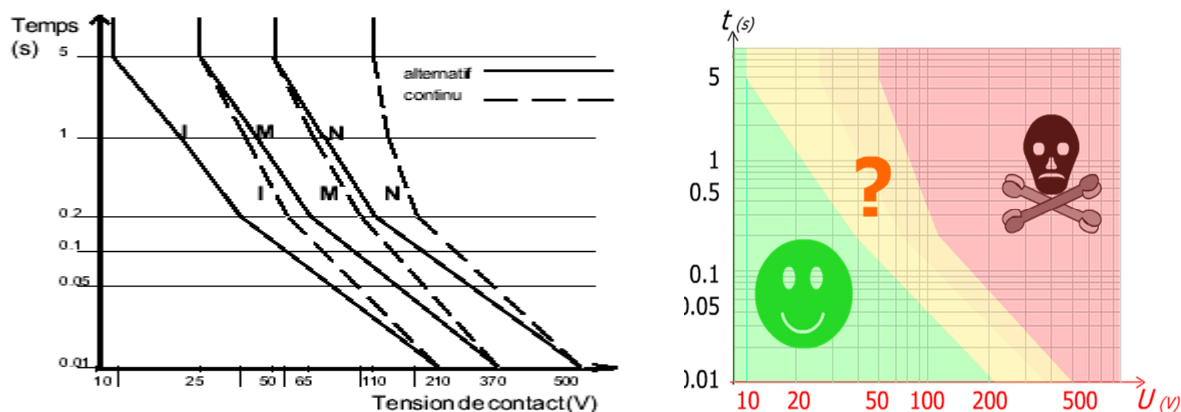 Temps
(s)
5
alternatif
continu
1
I
M
N
I
M
N
0.2
0.1
0.05
0.01
10
25
50
65
110
210
370
500
Tension de contact (V)
t (s)
5
1
?
0.5
0.1
0.05
0.01
10
20
50
100
200
500
U (V)